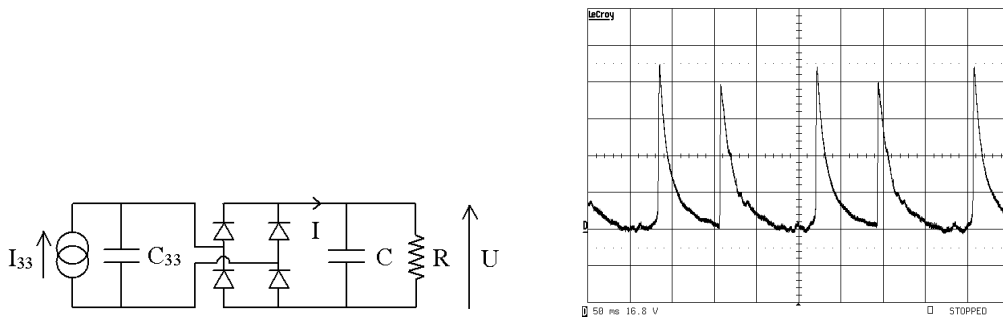 I33
C33
I
C
R
U
LeCroy
D
D 50 ms 16.8 V
STOPPED